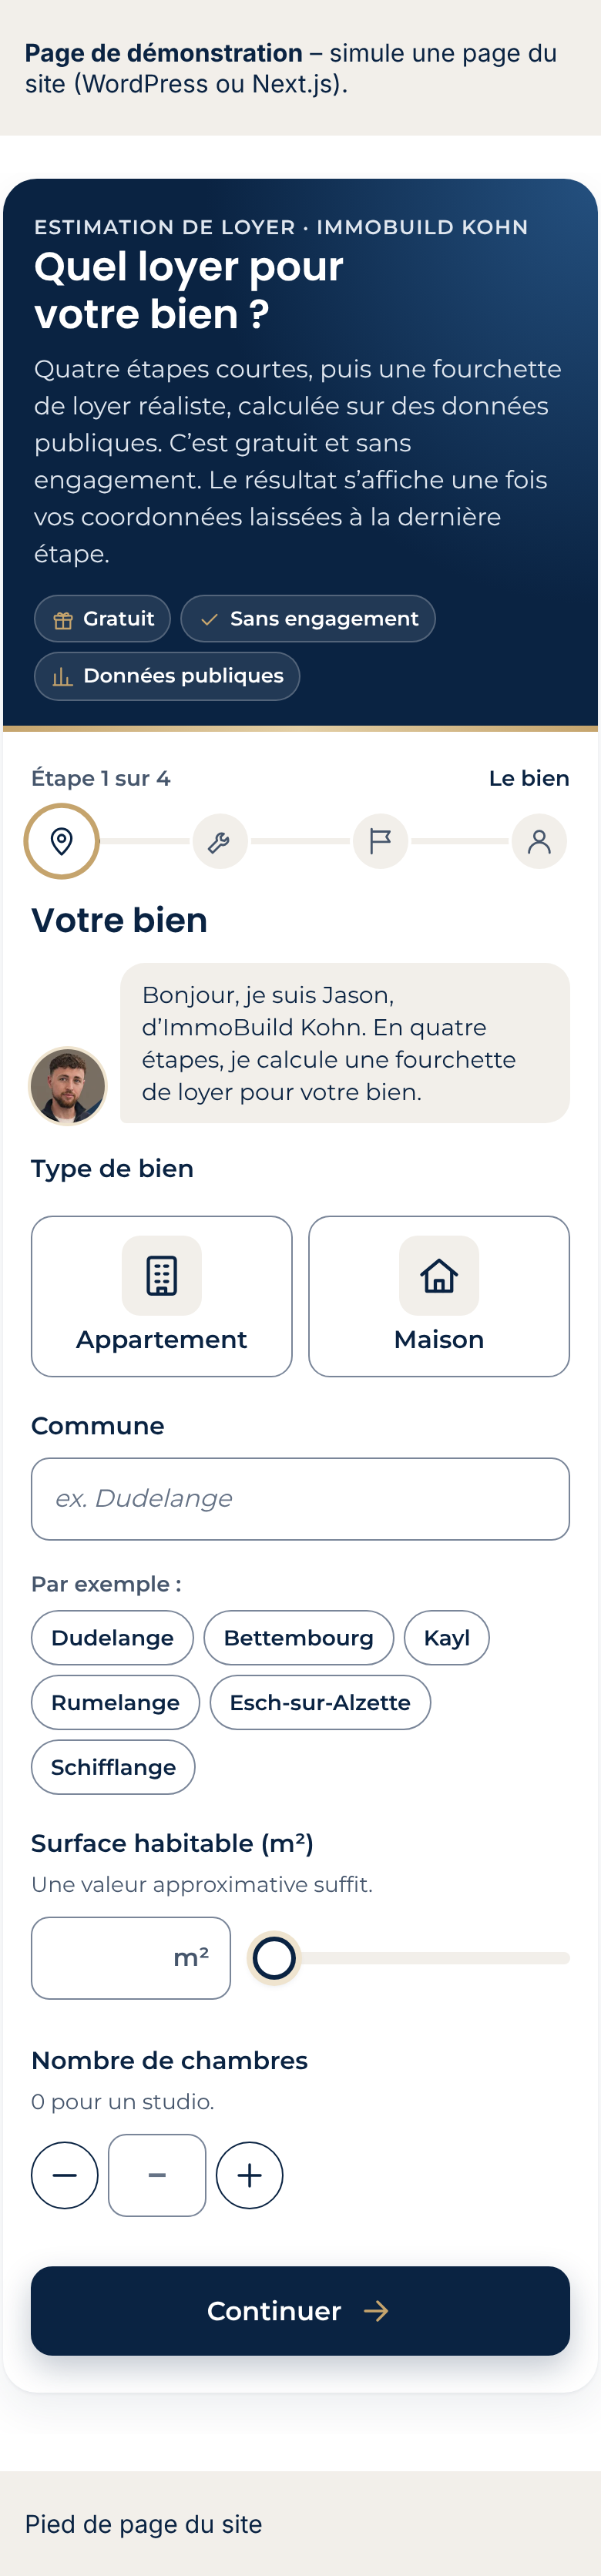 Page de démonstration – simule une page du
site (WordPress ou Next.js).
ESTIMATION DE LOYER · IMMOBUILD KOHN
Quel loyer pour
votre bien ?
Quatre étapes courtes, puis une fourchette
de loyer réaliste, calculée sur des données
publiques. C’est gratuit et sans
engagement. Le résultat s’affiche une fois
vos coordonnées laissées à la dernière
étape.
Gratuit
Sans engagement
Données publiques
Étape 1 sur 4
Le bien
Votre bien
Bonjour, je suis Jason,
d’ImmoBuild Kohn. En quatre
étapes, je calcule une fourchette
de loyer pour votre bien.
Type de bien
Appartement
Maison
Commune
ex. Dudelange
Par exemple :
Dudelange
Bettembourg
Kayl
Rumelange
Esch-sur-Alzette
Schifflange
Surface habitable (m²)
Une valeur approximative suffit.
m²
Nombre de chambres
0 pour un studio.
–
Continuer
Pied de page du site